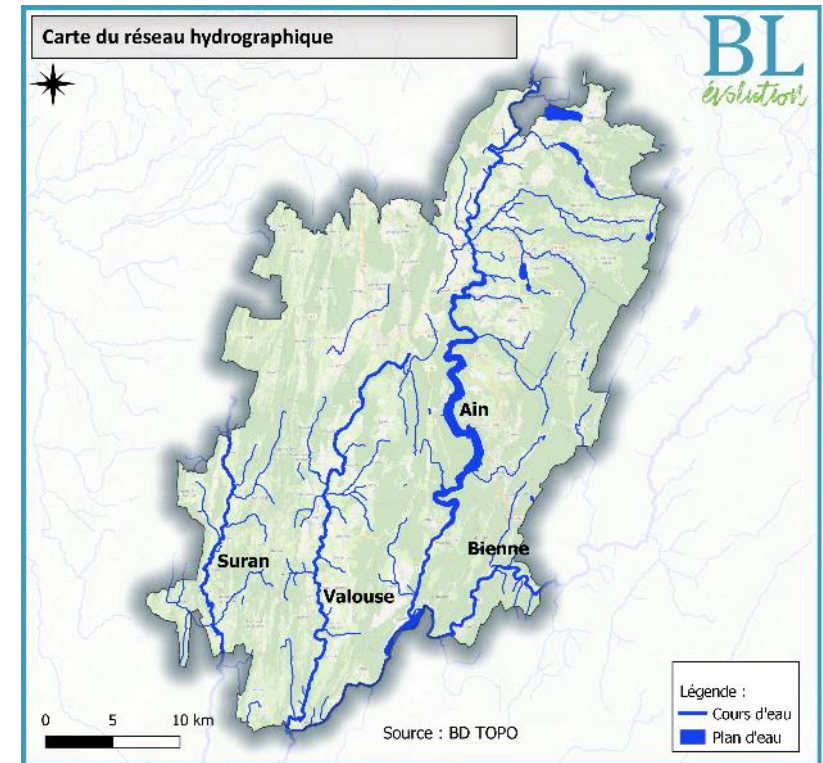 Carte du réseau hydrographique
BL
évolution
Ain
Bienne
Suran
Valouse
0 5 10 km
Source : BD TOPO
Légende :
Cours d'eau
Plan d'eau